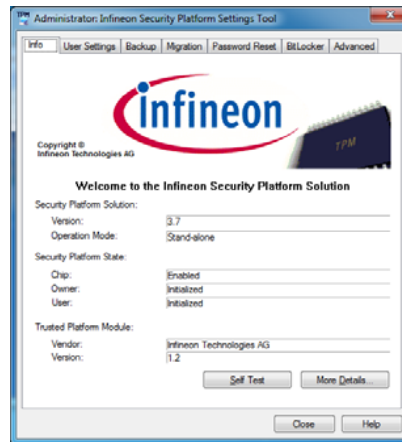 Administrator: Infineon Security Platform Settings Tool
Info User Settings Backup Migration Password Reset BitLocker Advanced
infineon
TPM
Copyright ©
Infineon Technologies AG
Welcome to the Infineon Security Platform Solution
Security Platform Solution:
Version: 3.7
Operation Mode: Stand-alone
Security Platform State:
Chip: Enabled
Owner: Initialized
User: Initialized
Trusted Platform Module:
Vendor: Infineon Technologies AG
Version: 1.2
Self Test More Details...
Close Help